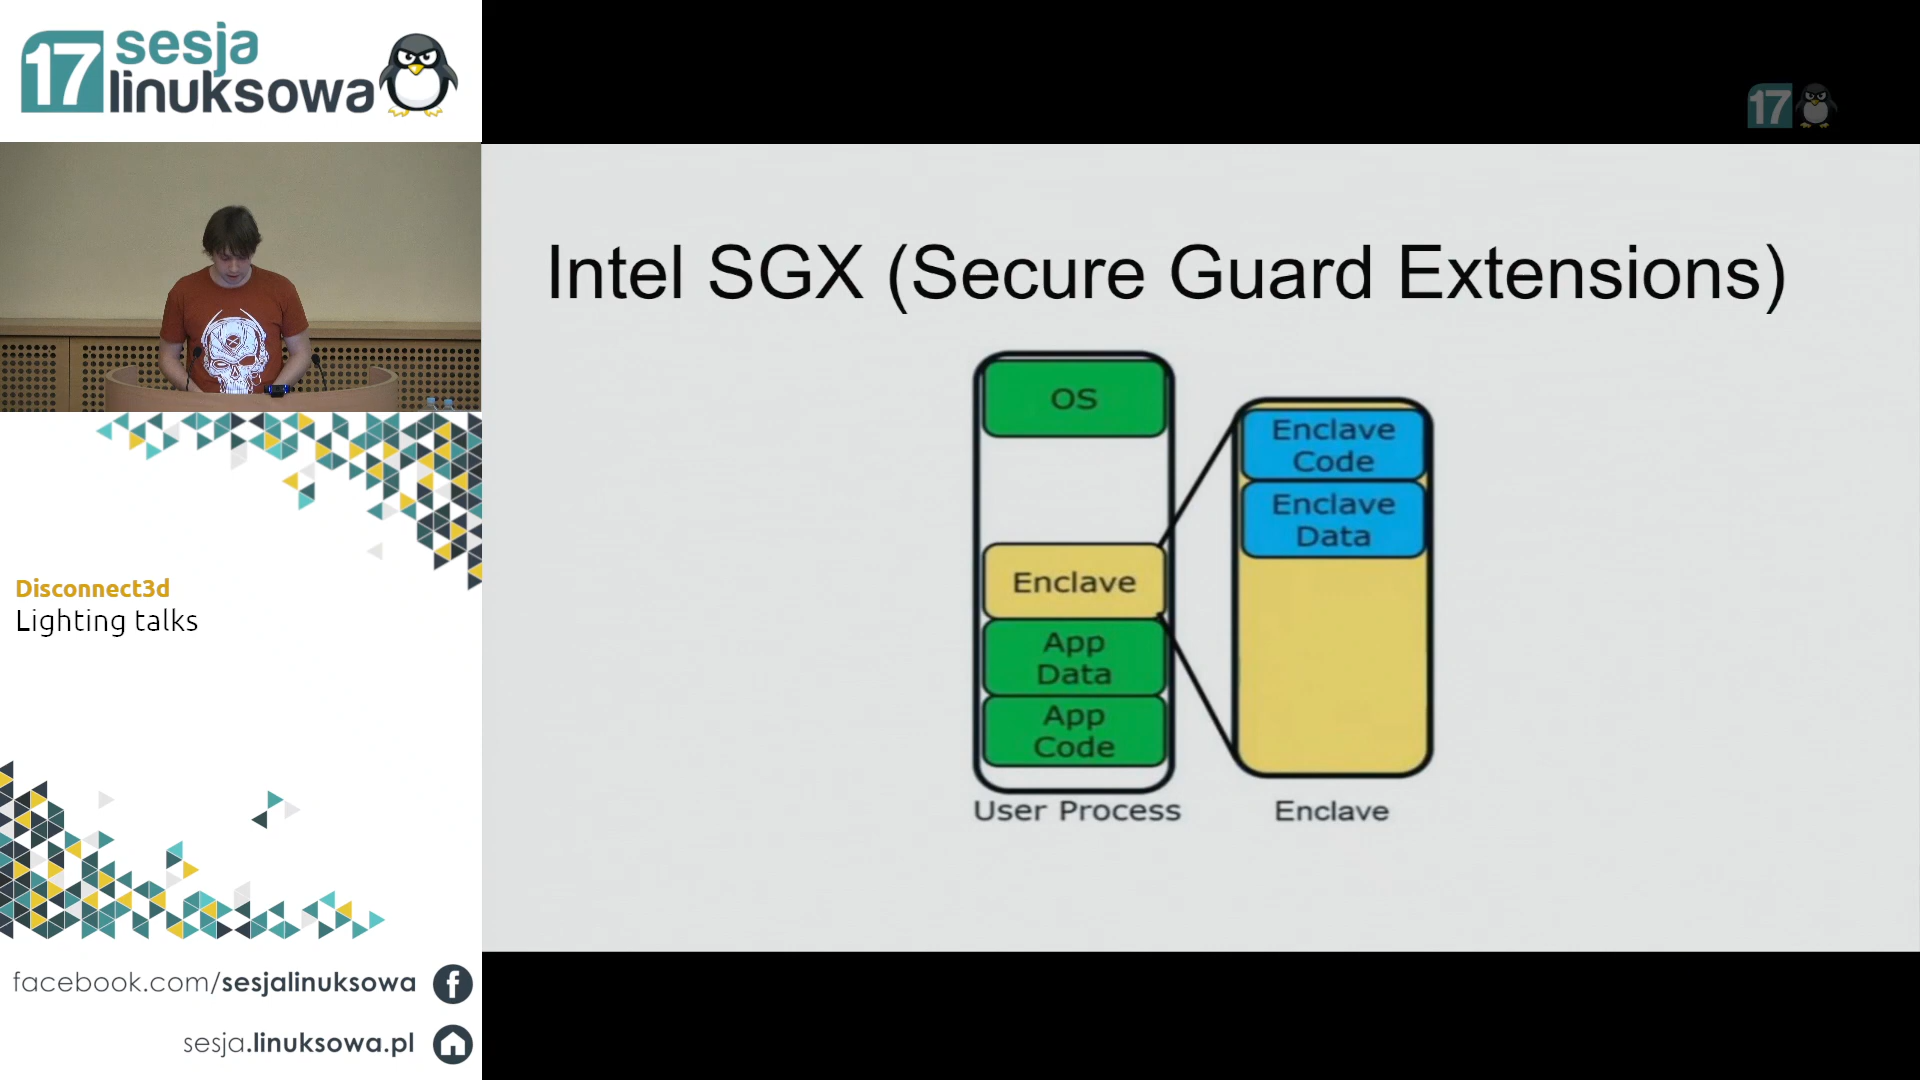 17 sesja
linuksowa
17
Intel SGX (Secure Guard Extensions)
OS
Enclave
App
Data
App
Code
User Process
Enclave
Code
Enclave
Data
Enclave
Disconnect3d
Lighting talks
facebook.com/sesjalinuksowa
sesja.linuksowa.pl